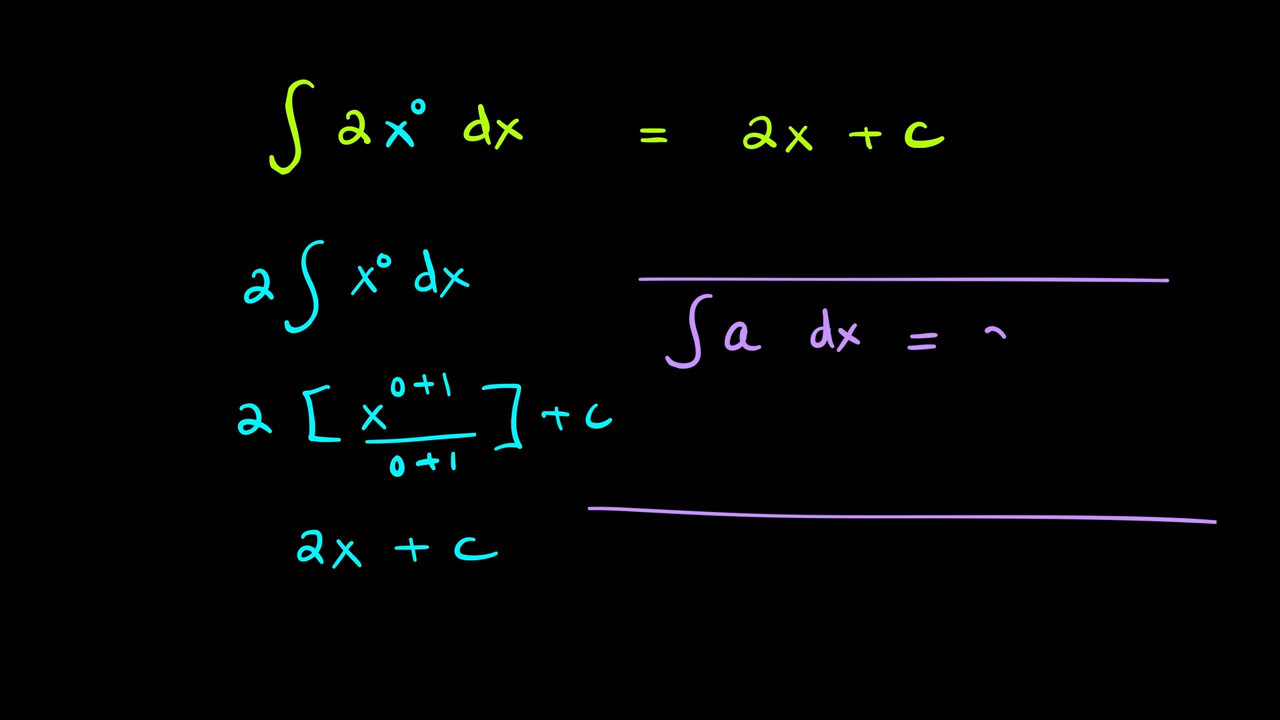 ∫ 2x⁰ dx = 2x + c
2 ∫ x⁰ dx
∫ a dx =
2 [ x^(0+1) / (0+1) ] + c
2x + c